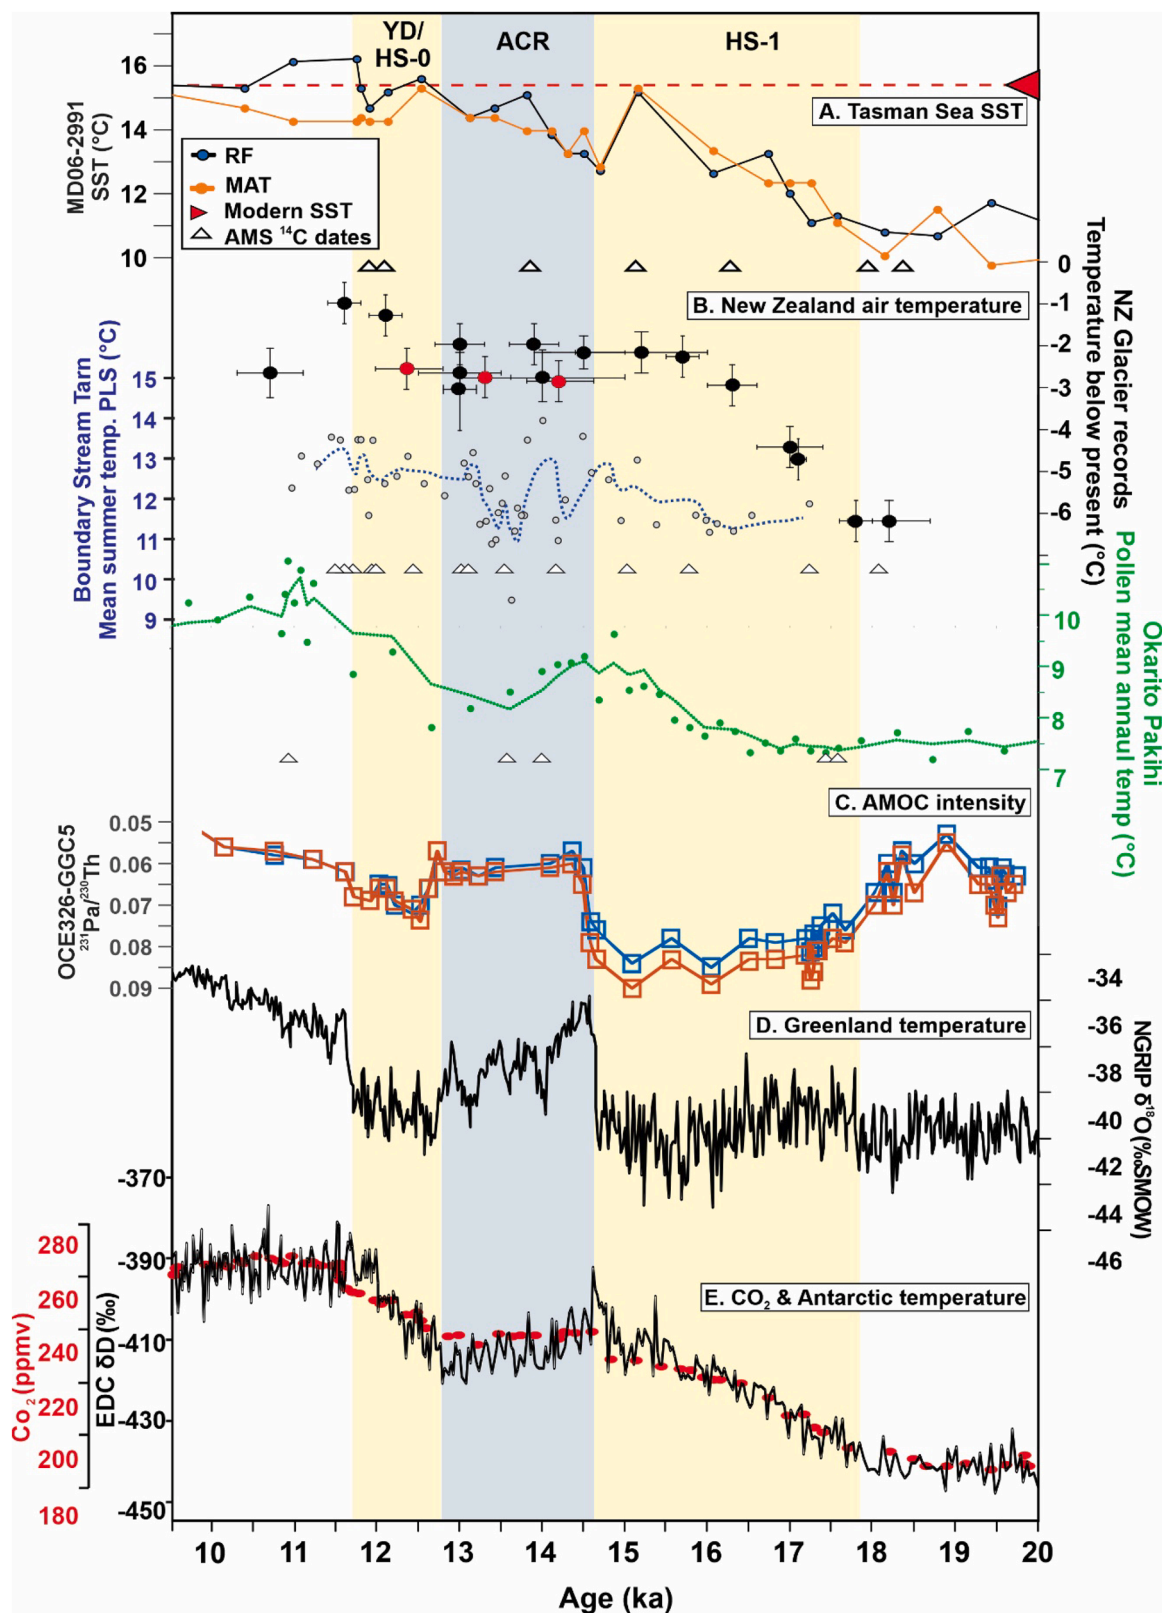 YD/
HS-0
ACR
HS-1
16
14
12
10
MD06-2991
SST (°C)
A. Tasman Sea SST
RF
MAT
Modern SST
AMS ¹⁴C dates
B. New Zealand air temperature
0
-1
-2
-3
-4
-5
-6
NZ Glacier records
Temperature below present (°C)
15
14
13
12
11
10
9
Boundary Stream Tarn
Mean summer temp. PLS (°C)
10
9
8
7
Okarito Pakihi
Pollen mean annaul temp (°C)
C. AMOC intensity
0.05
0.06
0.07
0.08
0.09
OCE326-GGC5
²³¹Pa/²³⁰Th
D. Greenland temperature
-34
-36
-38
-40
-42
-44
-46
NGRIP δ¹⁸O(‰SMOW)
E. CO₂ & Antarctic temperature
-370
-390
-410
-430
-450
EDC δD (‰)
280
260
240
220
200
180
Co₂ (ppmv)
10 11 12 13 14 15 16 17 18 19 20
Age (ka)